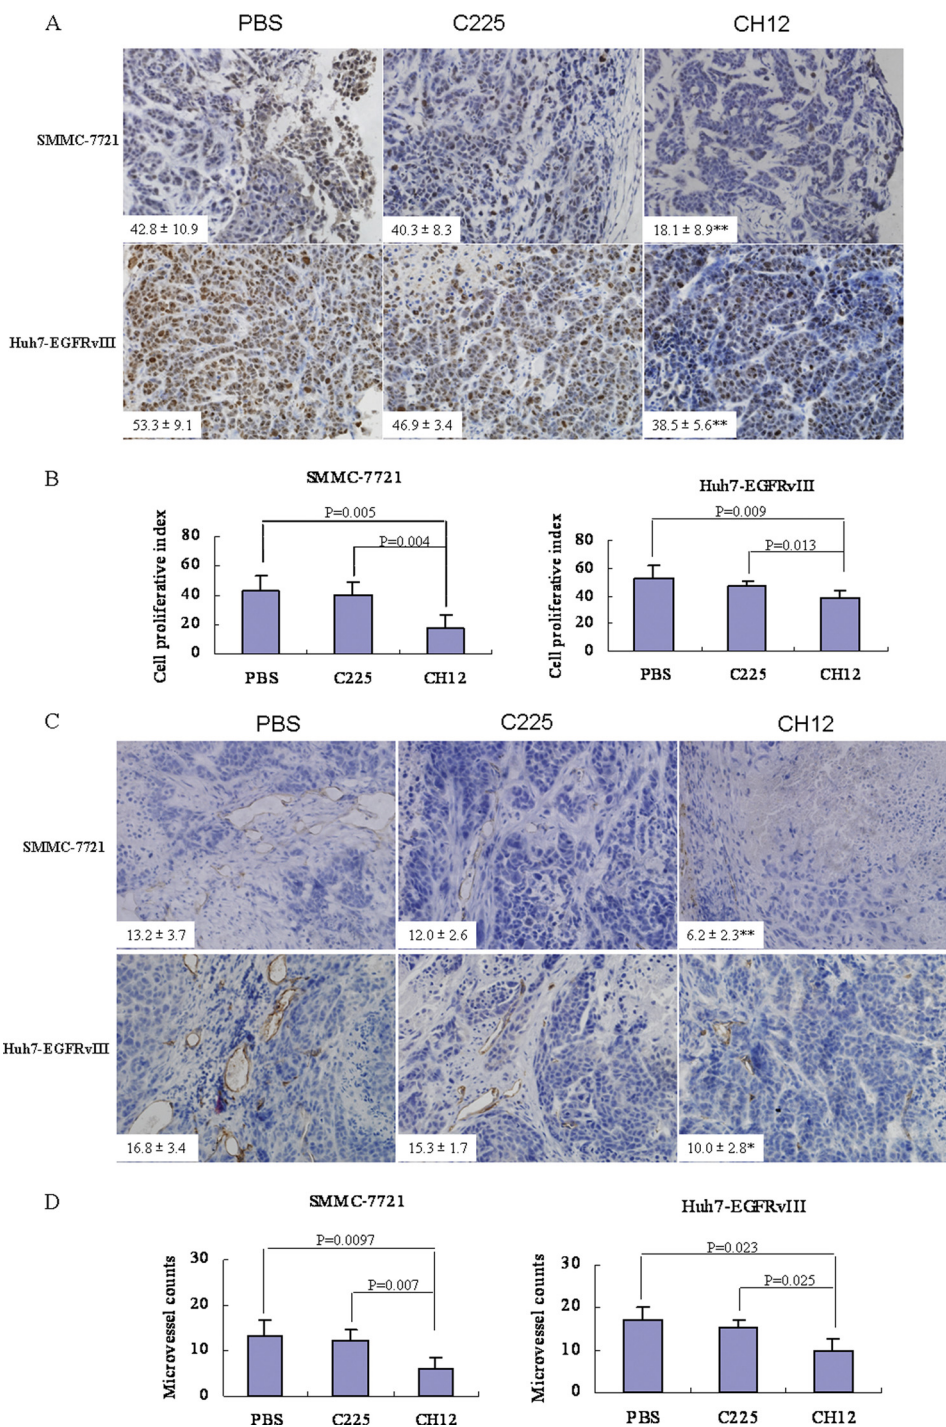 A PBS C225 CH12
SMMC-7721
42.8 ± 10.9 40.3 ± 8.3 18.1 ± 8.9**
Huh7-EGFRvIII
53.3 ± 9.1 46.9 ± 3.4 38.5 ± 5.6**
B
SMMC-7721
P=0.005
P=0.004
Cell proliferative index
80
60
40
20
0
PBS C225 CH12
Huh7-EGFRvIII
P=0.009
P=0.013
Cell proliferative index
80
60
40
20
0
PBS C225 CH12
C PBS C225 CH12
SMMC-7721
13.2 ± 3.7 12.0 ± 2.6 6.2 ± 2.3**
Huh7-EGFRvIII
16.8 ± 3.4 15.3 ± 1.7 10.0 ± 2.8*
D
SMMC-7721
P=0.0097
P=0.007
Microvessel counts
30
20
10
0
PBS C225 CH12
Huh7-EGFRvIII
P=0.023
P=0.025
Microvessel counts
30
20
10
0
PBS C225 CH12